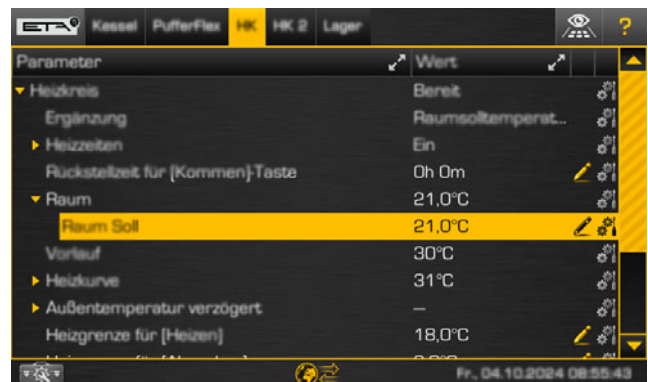 ETA Kessel PufferFlex HK HK 2 Lager ?
Parameter Wert
Heizkreis Bereit
Ergänzung Raumsolltemperat...
Heizzeiten Ein
Rückstellzeit für [Kommen]-Taste 0h 0m
Raum 21,0°C
Raum Soll 21,0°C
Vorlauf 30°C
Heizkurve 31°C
Außentemperatur verzögert –
Heizgrenze für [Heizen] 18,0°C
Fr., 04.10.2024 08:55:43